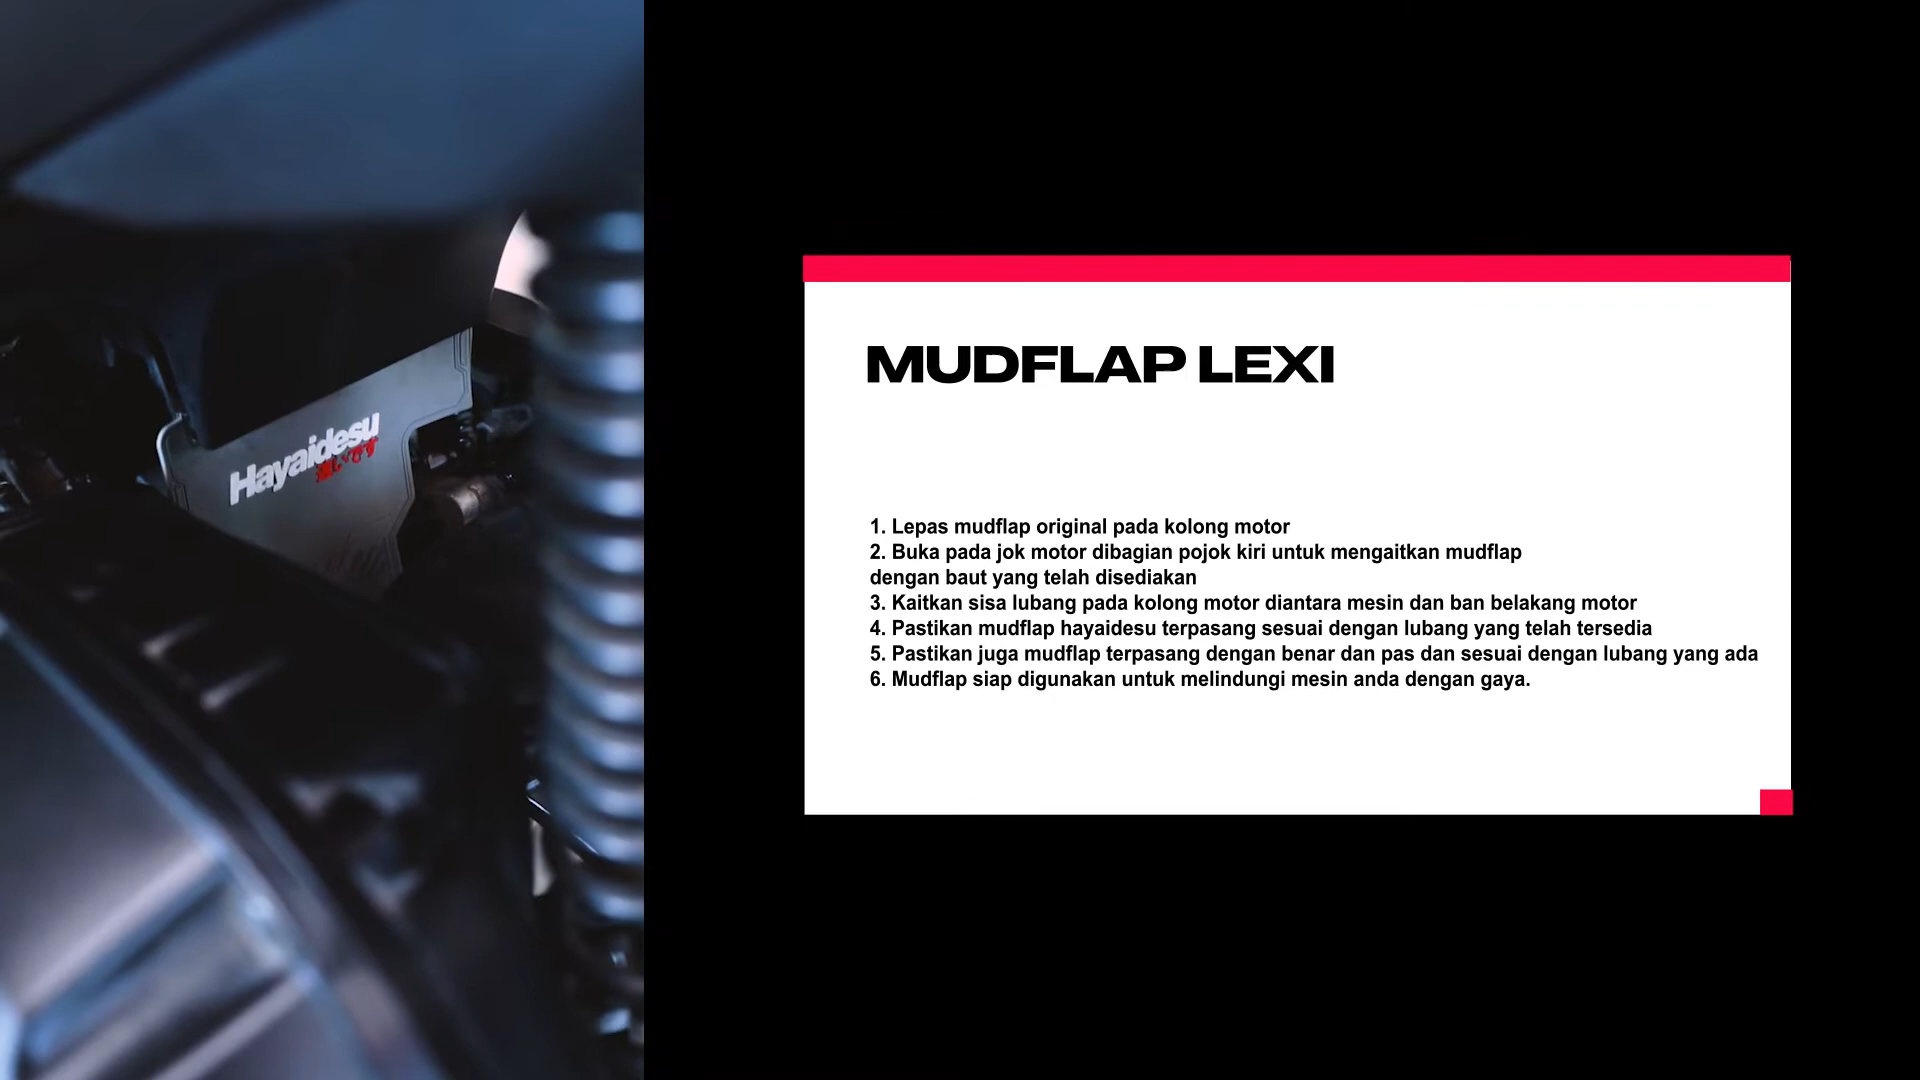 Hayaidesu
MUDFLAP LEXI
1. Lepas mudflap original pada kolong motor
2. Buka pada jok motor dibagian pojok kiri untuk mengaitkan mudflap
dengan baut yang telah disediakan
3. Kaitkan sisa lubang pada kolong motor diantara mesin dan ban belakang motor
4. Pastikan mudflap hayaidesu terpasang sesuai dengan lubang yang telah tersedia
5. Pastikan juga mudflap terpasang dengan benar dan pas dan sesuai dengan lubang yang ada
6. Mudflap siap digunakan untuk melindungi mesin anda dengan gaya.